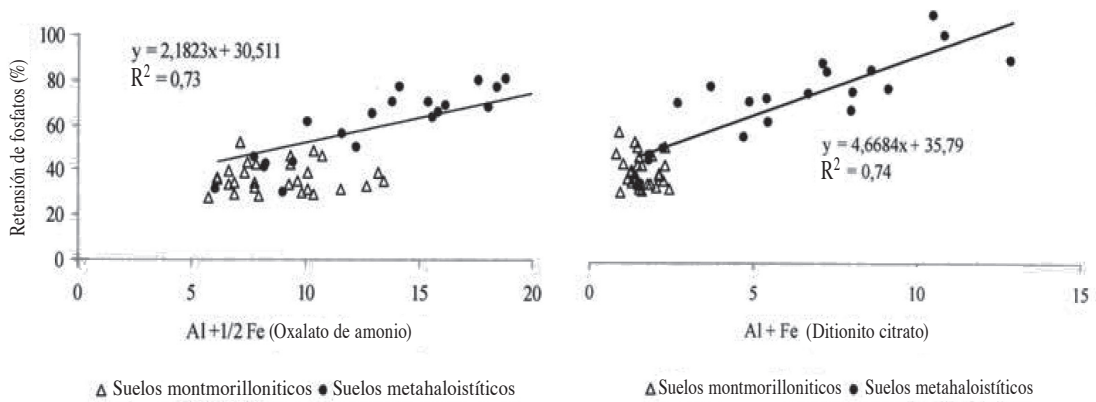 100
80
60
40
20
0
Retensión de fosfatos (%)
y = 2,1823x + 30,511
R² = 0,73
0 5 10 15 20
Al +1/2 Fe (Oxalato de amonio)
△ Suelos montmorilloniticos ● Suelos metahaloistíticos
y = 4,6684x + 35,79
R² = 0,74
0 5 10 15
Al + Fe (Ditionito citrato)
△ Suelos montmorilloniticos ● Suelos metahaloistíticos